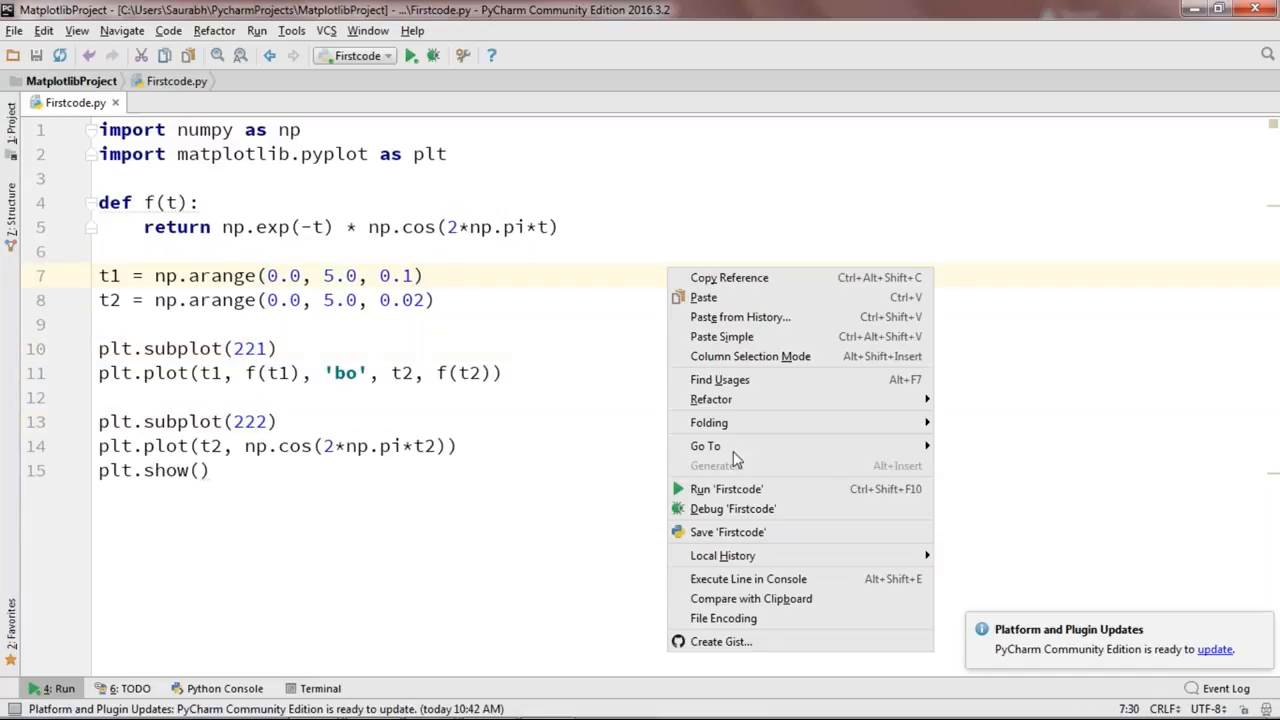 MatplotlibProject - [C:\Users\Saurabh\PycharmProjects\MatplotlibProject] - ...\Firstcode.py - PyCharm Community Edition 2016.3.2
File Edit View Navigate Code Refactor Run Tools VCS Window Help
Firstcode
MatplotlibProject Firstcode.py
Firstcode.py
1: Project
Z: Structure
2: Favorites
1 import numpy as np
2 import matplotlib.pyplot as plt
3
4 def f(t):
5 return np.exp(-t) * np.cos(2*np.pi*t)
6
7 t1 = np.arange(0.0, 5.0, 0.1)
8 t2 = np.arange(0.0, 5.0, 0.02)
9
10 plt.subplot(221)
11 plt.plot(t1, f(t1), 'bo', t2, f(t2))
12
13 plt.subplot(222)
14 plt.plot(t2, np.cos(2*np.pi*t2))
15 plt.show()
Copy Reference Ctrl+Alt+Shift+C
Paste Ctrl+V
Paste from History... Ctrl+Shift+V
Paste Simple Ctrl+Alt+Shift+V
Column Selection Mode Alt+Shift+Insert
Find Usages Alt+F7
Refactor
Folding
Go To
Generate Alt+Insert
Run 'Firstcode' Ctrl+Shift+F10
Debug 'Firstcode'
Save 'Firstcode'
Local History
Execute Line in Console Alt+Shift+E
Compare with Clipboard
File Encoding
Create Gist...
Platform and Plugin Updates
PyCharm Community Edition is ready to update.
4: Run 6: TODO Python Console Terminal Event Log
Platform and Plugin Updates: PyCharm Community Edition is ready to update. (today 10:42 AM) 7:30 CRLF÷ UTF-8÷